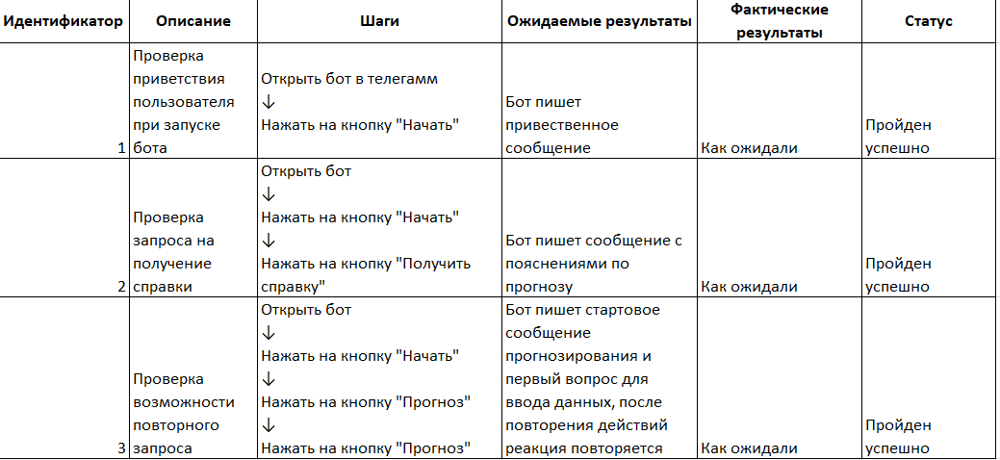 Идентификатор
Описание
Шаги
Ожидаемые результаты
Фактические
результаты
Статус
1
Проверка
приветствия
пользователя
при запуске
бота
Открыть бот в телегамм
↓
Нажать на кнопку "Начать"
Бот пишет
привественное
сообщение
Как ожидали
Пройден
успешно
2
Проверка
запроса на
получение
справки
Открыть бот
↓
Нажать на кнопку "Начать"
↓
Нажать на кнопку "Получить
справку"
Бот пишет сообщение с
пояснениями по
прогнозу
Как ожидали
Пройден
успешно
3
Проверка
возможности
повторного
запроса
Открыть бот
↓
Нажать на кнопку "Начать"
↓
Нажать на кнопку "Прогноз"
↓
Нажать на кнопку "Прогноз"
Бот пишет стартовое
сообщение
прогнозирования и
первый вопрос для
ввода данных, после
повторения действий
реакция повторяется
Как ожидали
Пройден
успешно